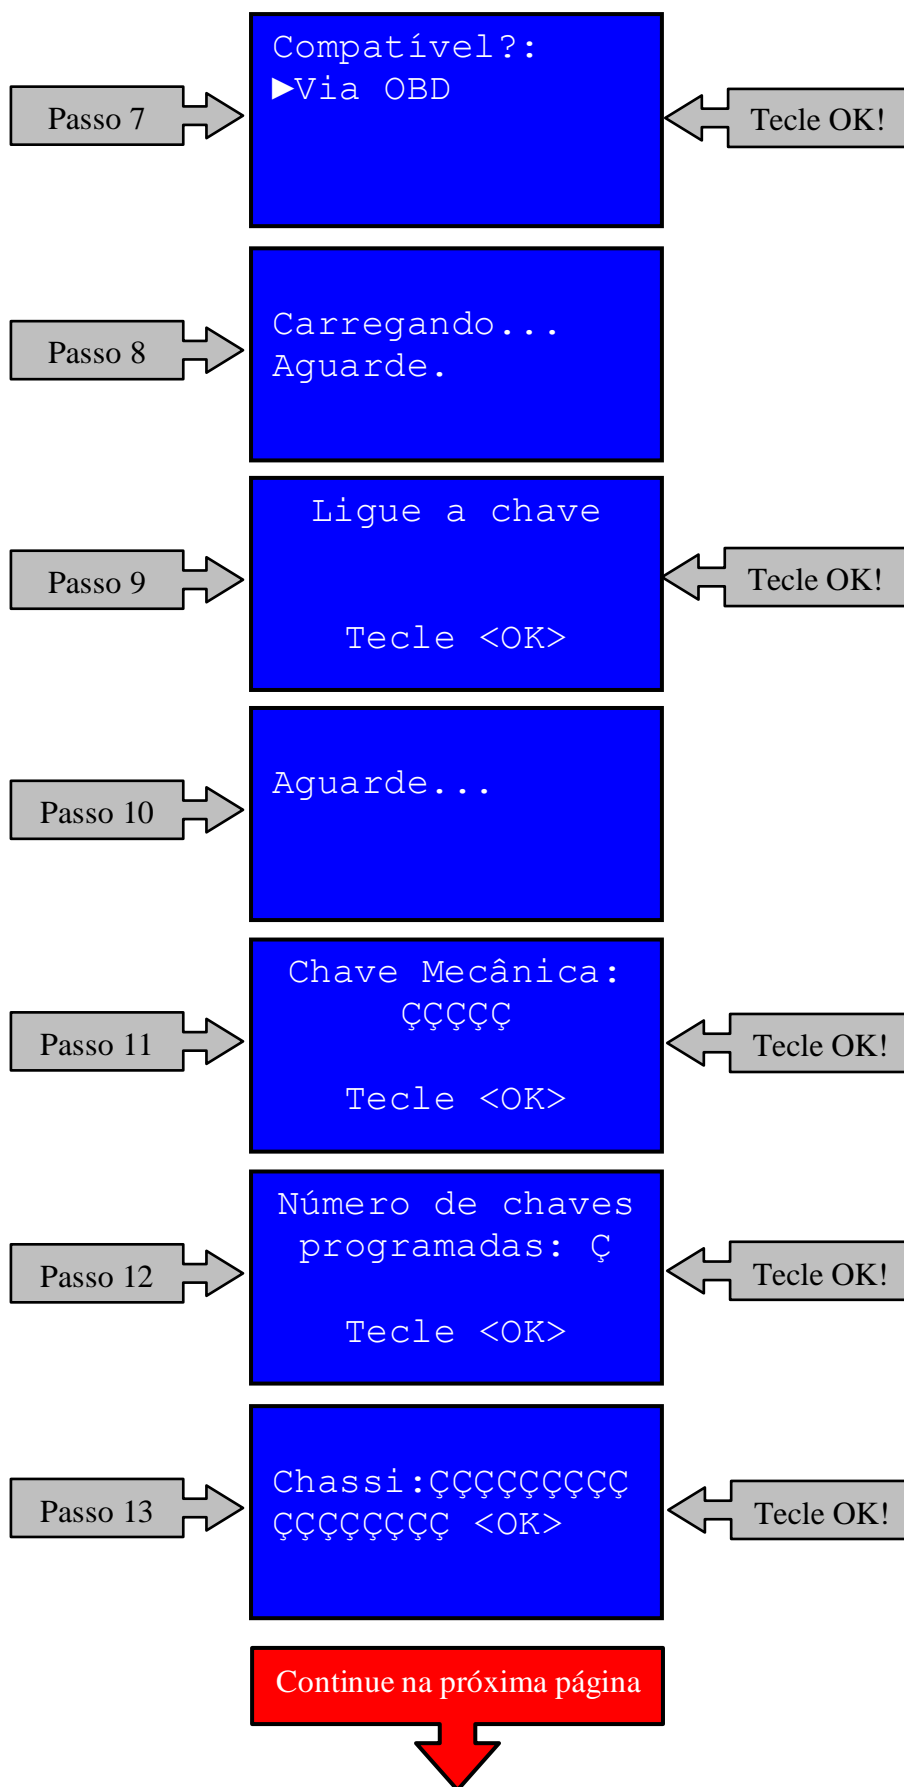 Compatível?:
►Via OBD
Passo 7
Tecle OK!
Carregando...
Aguarde.
Passo 8
Ligue a chave
Tecle <OK>
Passo 9
Tecle OK!
Aguarde...
Passo 10
Chave Mecânica:
ÇÇÇÇÇ
Tecle <OK>
Passo 11
Tecle OK!
Número de chaves
programadas: Ç
Tecle <OK>
Passo 12
Tecle OK!
Chassi:ÇÇÇÇÇÇÇÇÇ
ÇÇÇÇÇÇÇÇ <OK>
Passo 13
Tecle OK!
Continue na próxima página